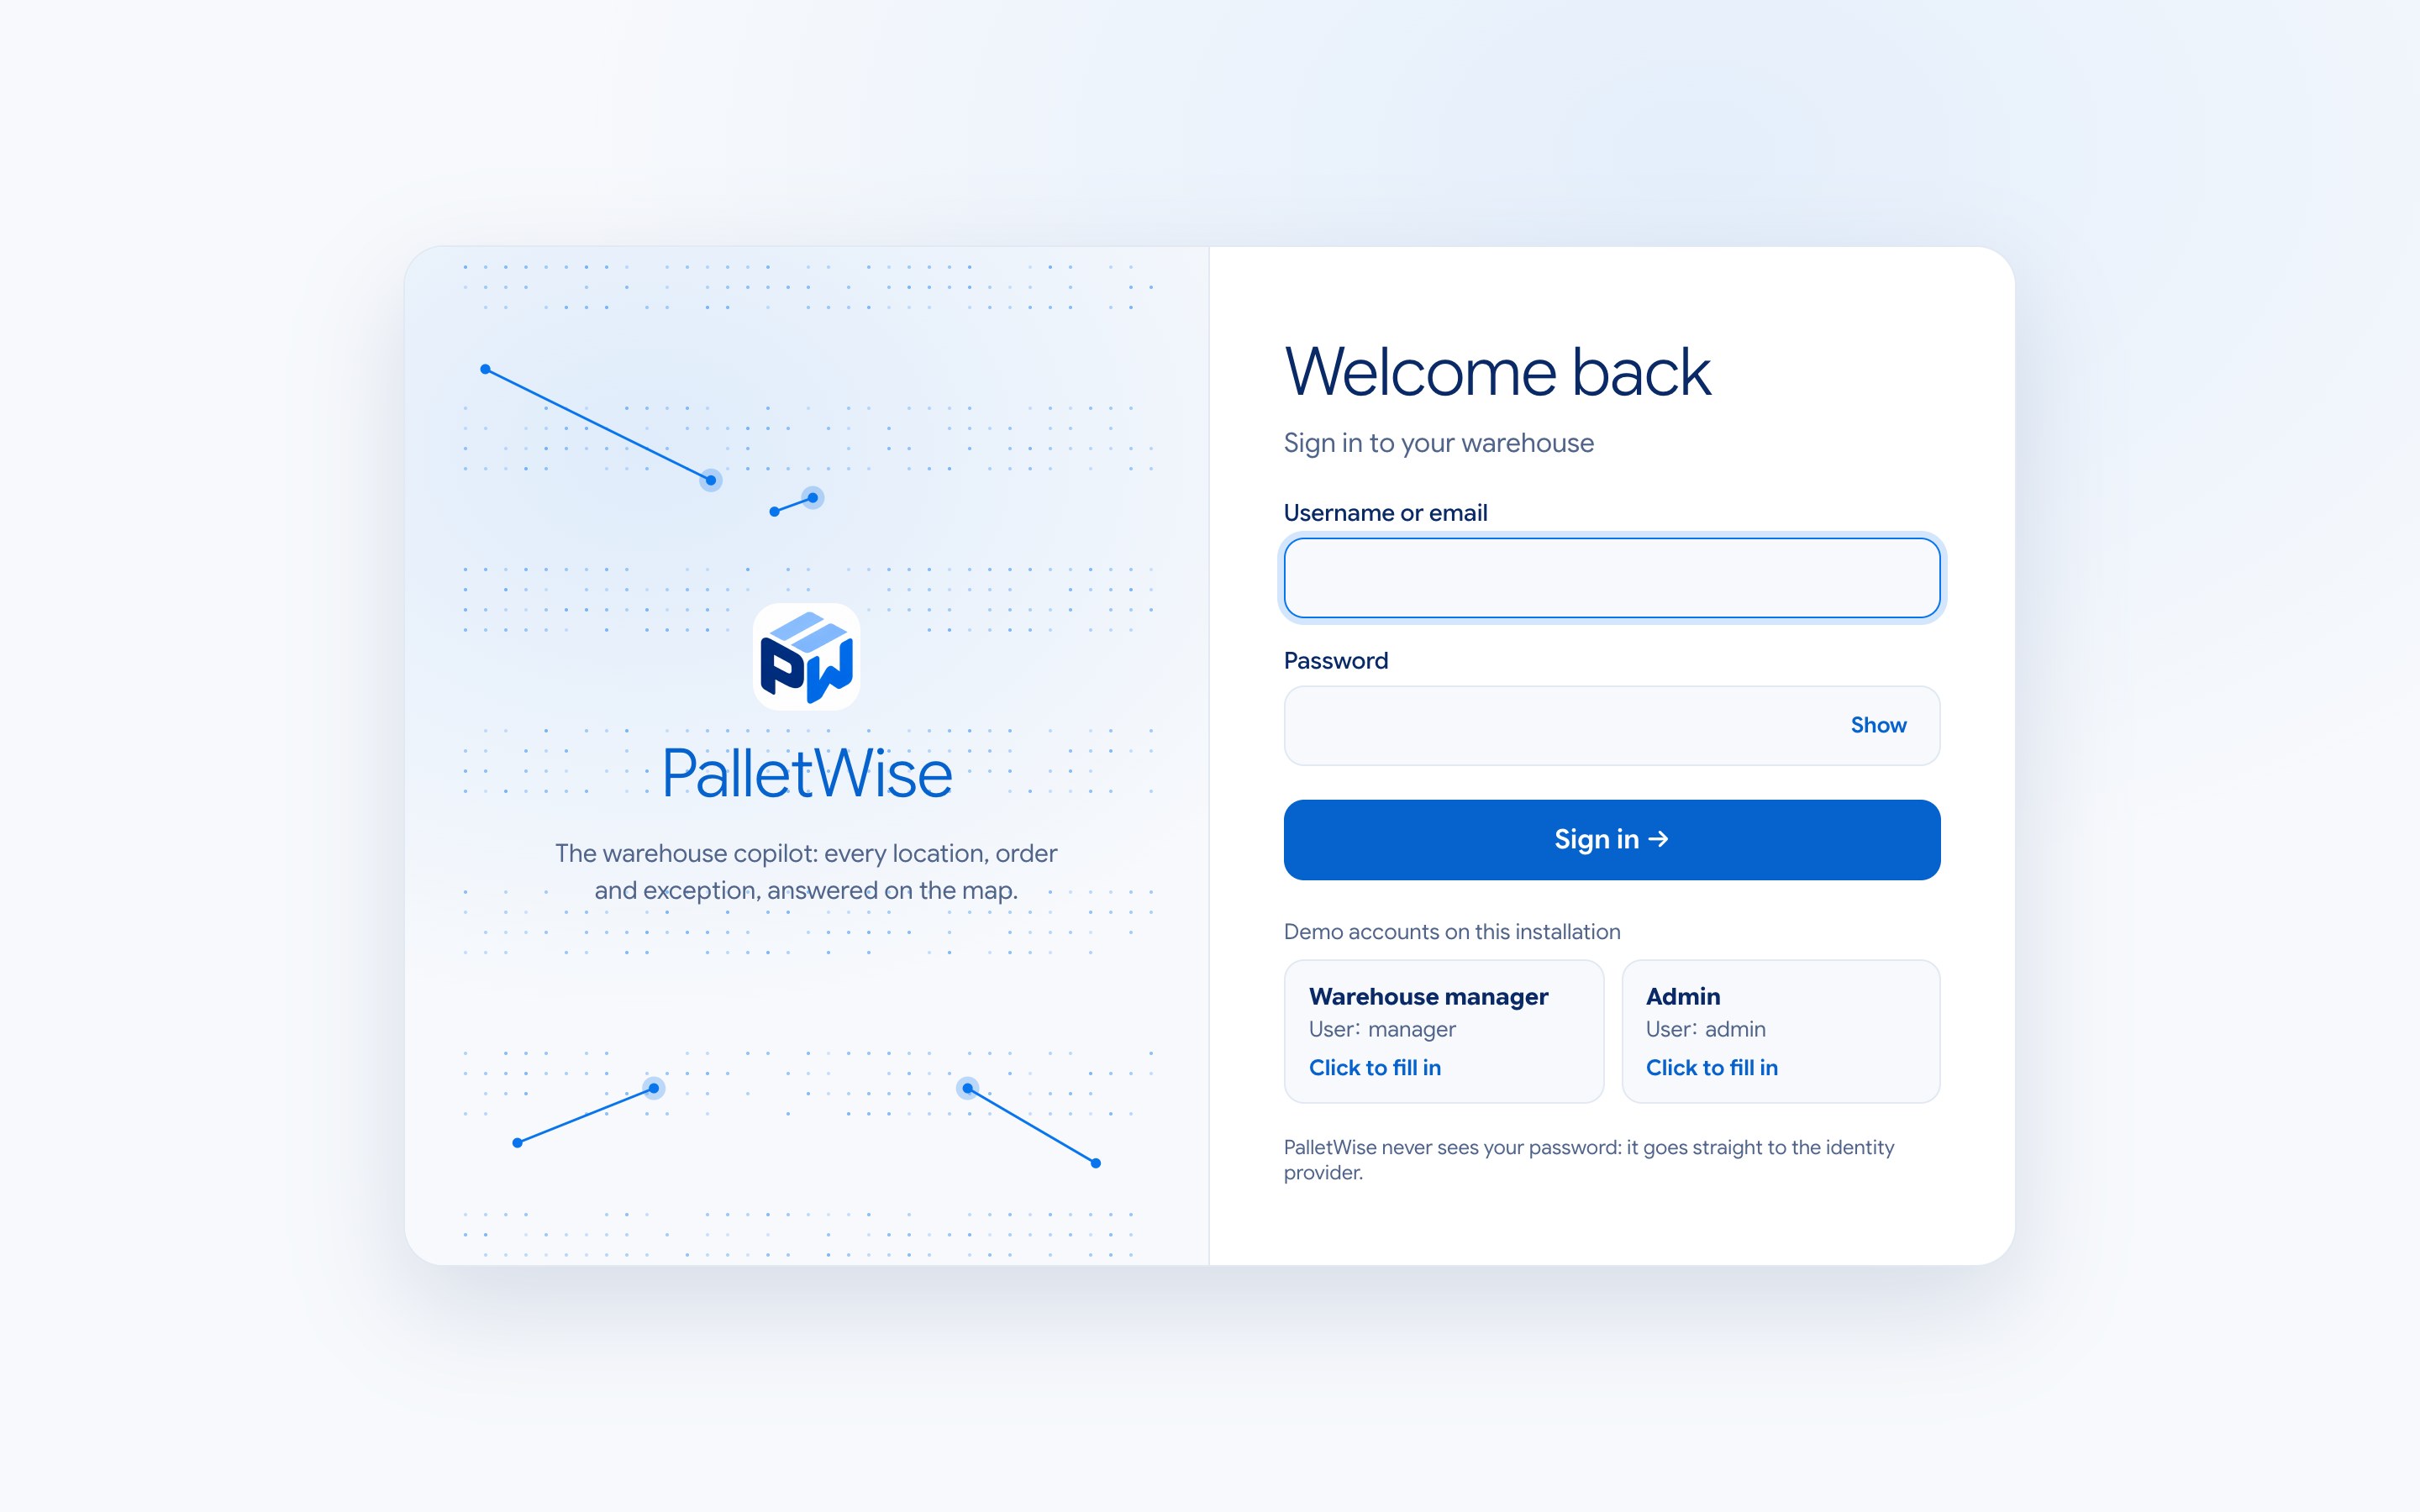 PW
PalletWise
The warehouse copilot: every location, order
and exception, answered on the map.
Welcome back
Sign in to your warehouse
Username or email
Password
Show
Sign in →
Demo accounts on this installation
Warehouse manager
User: manager
Click to fill in
Admin
User: admin
Click to fill in
PalletWise never sees your password: it goes straight to the identity
provider.